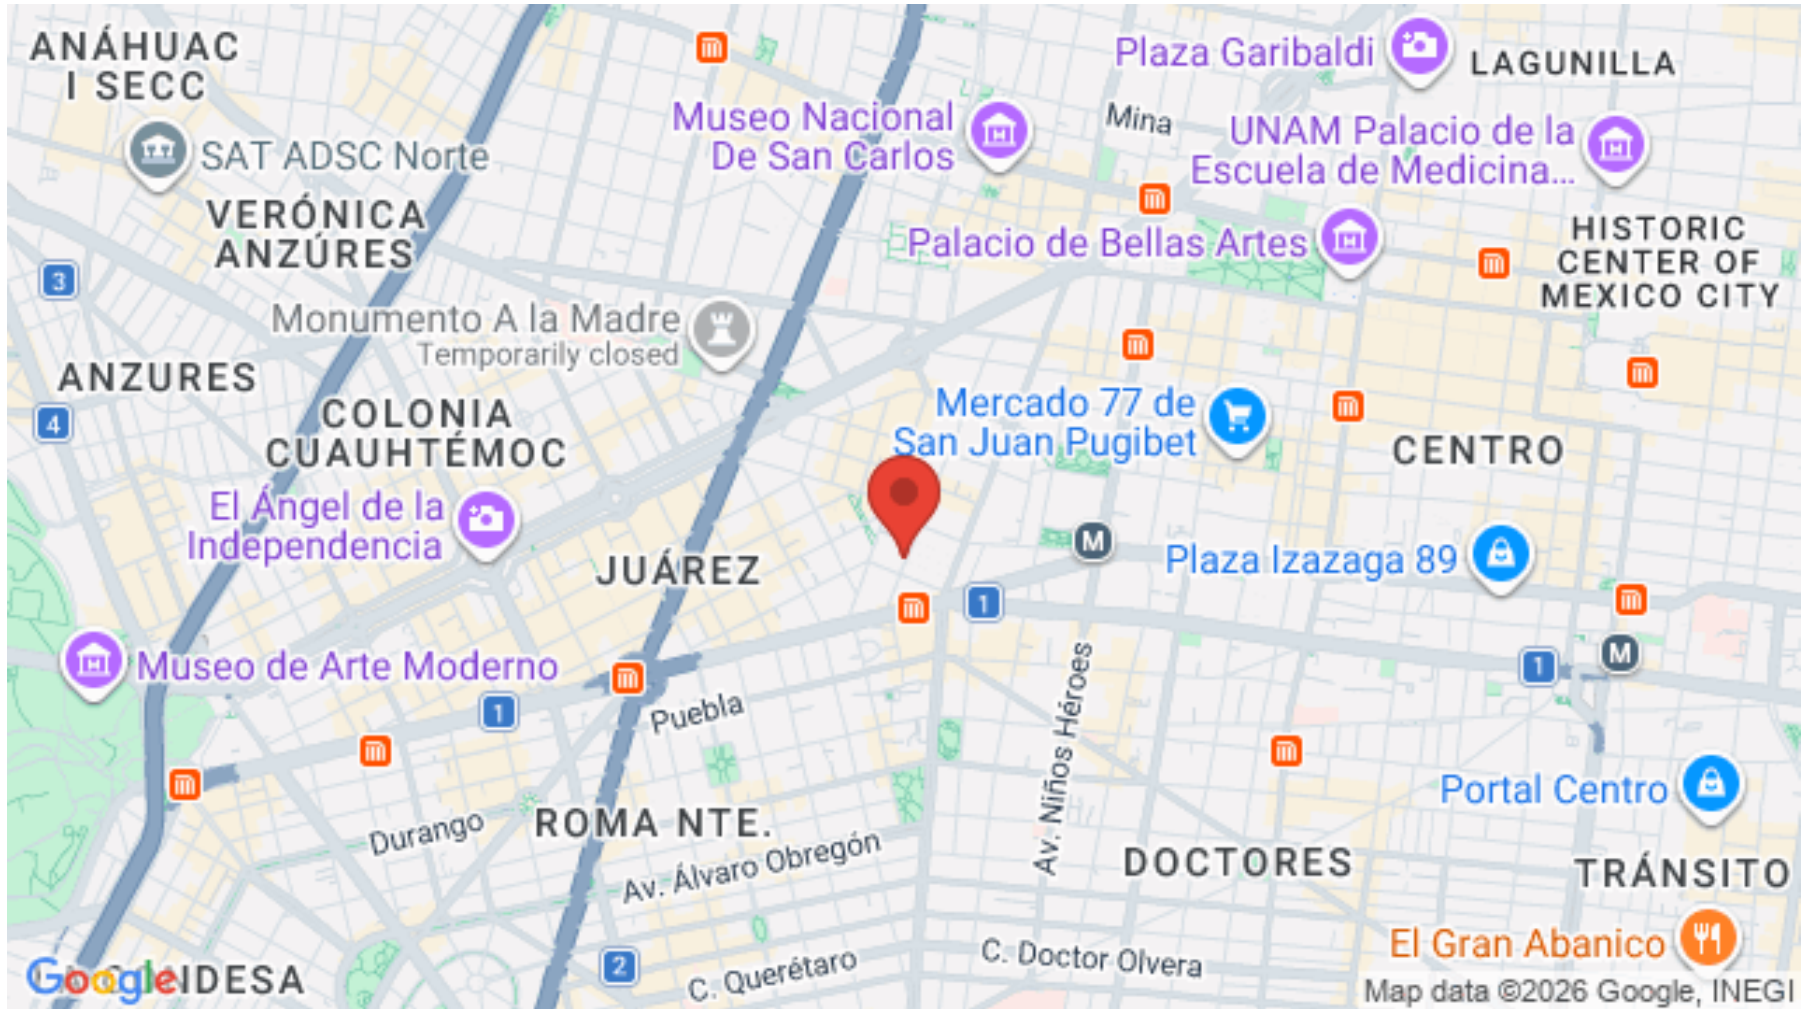 ANÁHUAC
I SECC
Plaza Garibaldi
LAGUNILLA
Museo Nacional
De San Carlos
Mina
UNAM Palacio de la
Escuela de Medicina...
SAT ADSC Norte
VERÓNICA
ANZÚRES
Palacio de Bellas Artes
HISTORIC
CENTER OF
MEXICO CITY
3
Monumento A la Madre
Temporarily closed
ANZURES
4
COLONIA
CUAUHTÉMOC
Mercado 77 de
San Juan Pugibet
CENTRO
El Ángel de la
Independencia
JUÁREZ
M
Plaza Izazaga 89
1
Museo de Arte Moderno
M
1
1
Puebla
Av. Niños Héroes
Portal Centro
Durango
ROMA NTE.
Av. Álvaro Obregón
DOCTORES
TRÁNSITO
El Gran Abanico
2
C. Querétaro
C. Doctor Olvera
Google
NDESA
Map data ©2026 Google, INEGI